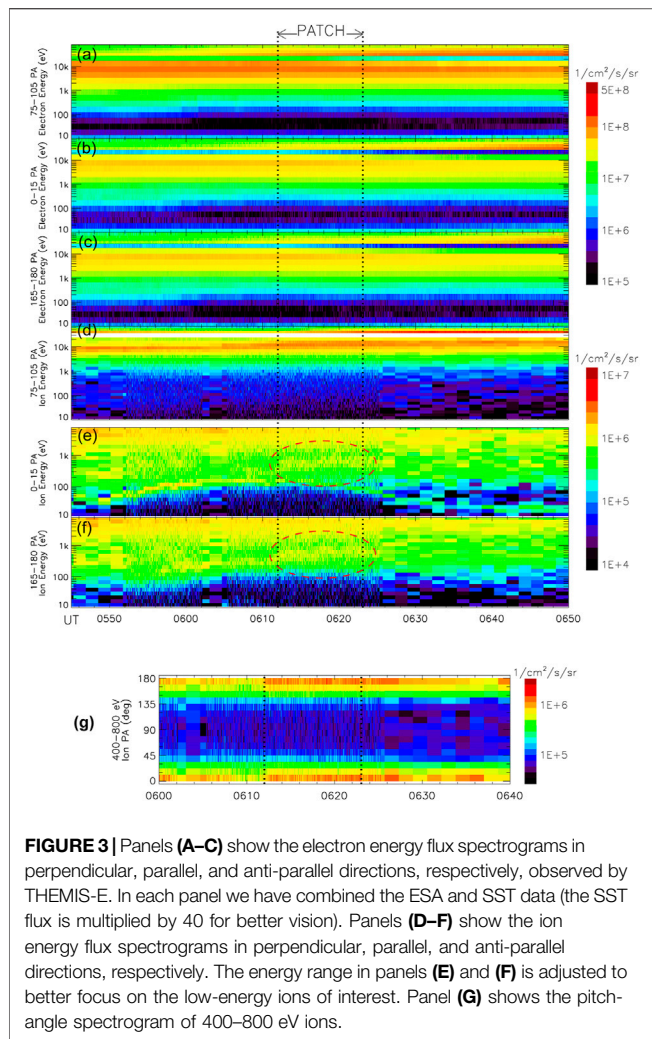 PATCH
(a)
75-105 PA
Electron Energy (eV)
10k
1k
100
10
1/cm²/s/sr
5E+8
1E+8
1E+7
1E+6
1E+5
(b)
0-15 PA
Electron Energy (eV)
10k
1k
100
10
(c)
165-180 PA
Electron Energy (eV)
10k
1k
100
10
(d)
75-105 PA
Ion Energy (eV)
10k
1k
100
10
1/cm²/s/sr
1E+7
1E+6
1E+5
1E+4
(e)
0-15 PA
Ion Energy (eV)
1k
100
10
(f)
165-180 PA
Ion Energy (eV)
1k
100
10
UT 0550 0600 0610 0620 0630 0640 0650
(g)
400-800 eV
Ion PA (deg)
180
135
90
45
0
0600 0610 0620 0630 0640
1/cm²/s/sr
1E+6
1E+5
FIGURE 3 | Panels (A–C) show the electron energy flux spectrograms in
perpendicular, parallel, and anti-parallel directions, respectively, observed by
THEMIS-E. In each panel we have combined the ESA and SST data (the SST
flux is multiplied by 40 for better vision). Panels (D–F) show the ion
energy flux spectrograms in perpendicular, parallel, and anti-parallel
directions, respectively. The energy range in panels (E) and (F) is adjusted to
better focus on the low-energy ions of interest. Panel (G) shows the pitch-
angle spectrogram of 400–800 eV ions.